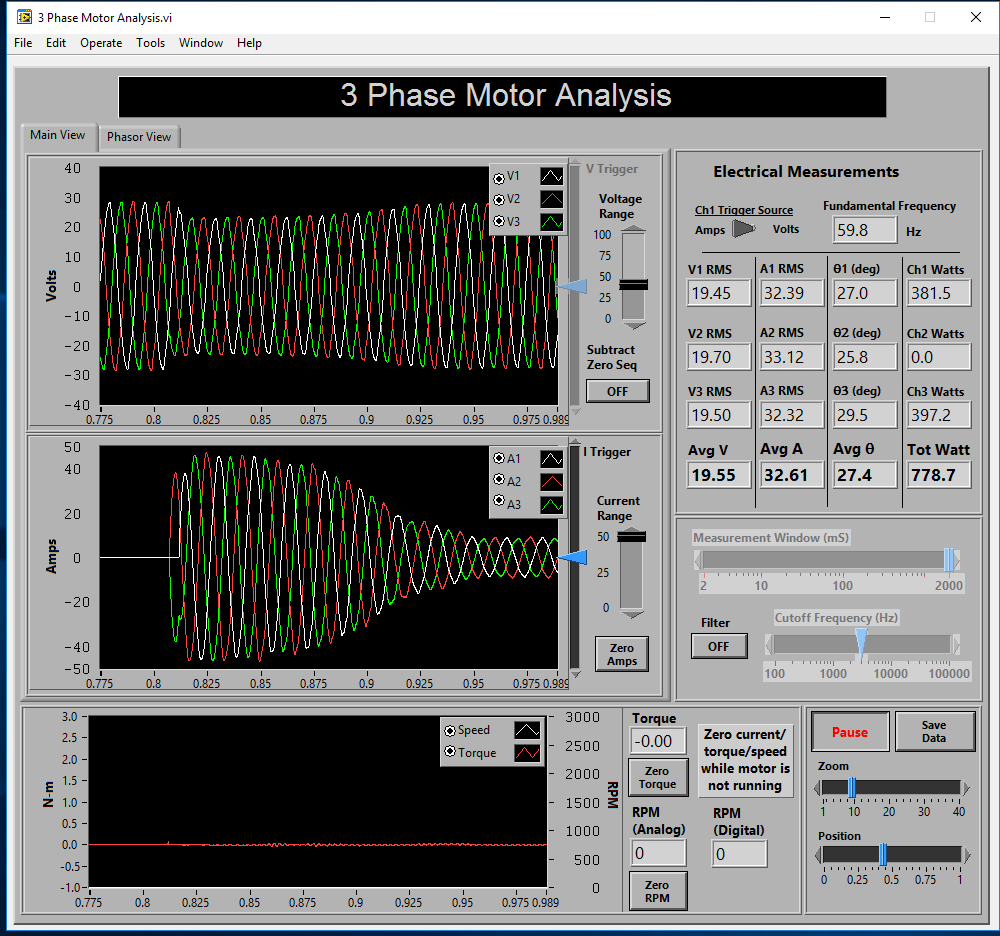 3 Phase Motor Analysis.vi
File Edit Operate Tools Window Help
3 Phase Motor Analysis
Main View Phasor View
40
30
20
10
0
-10
-20
-30
-40
Volts
0.775 0.8 0.825 0.85 0.875 0.9 0.925 0.95 0.975 0.989
V1
V2
V3
V Trigger
Voltage
Range
100
75
50
25
0
Subtract
Zero Seq
OFF
50
40
20
0
-20
-40
-50
Amps
0.775 0.8 0.825 0.85 0.875 0.9 0.925 0.95 0.975 0.989
A1
A2
A3
I Trigger
Current
Range
50
25
0
Zero
Amps
Electrical Measurements
Ch1 Trigger Source
Amps Volts
Fundamental Frequency
59.8 Hz
V1 RMS A1 RMS θ1 (deg) Ch1 Watts
19.45 32.39 27.0 381.5
V2 RMS A2 RMS θ2 (deg) Ch2 Watts
19.70 33.12 25.8 0.0
V3 RMS A3 RMS θ3 (deg) Ch3 Watts
19.50 32.32 29.5 397.2
Avg V Avg A Avg θ Tot Watt
19.55 32.61 27.4 778.7
Measurement Window (mS)
2 10 100 2000
Filter
OFF
Cutoff Frequency (Hz)
100 1000 10000 100000
3.0
2.5
2.0
1.5
1.0
0.5
0.0
-0.5
-1.0
N-m
0.775 0.8 0.825 0.85 0.875 0.9 0.925 0.95 0.975 0.989
Speed
Torque
3000
2500
2000
1500
1000
500
0
RPM
Torque
-0.00
Zero
Torque
Zero current/
torque/speed
while motor is
not running
RPM
(Analog)
0
Zero
RPM
RPM
(Digital)
0
Pause
Save
Data
Zoom
1 10 20 30 40
Position
0 0.25 0.5 0.75 1